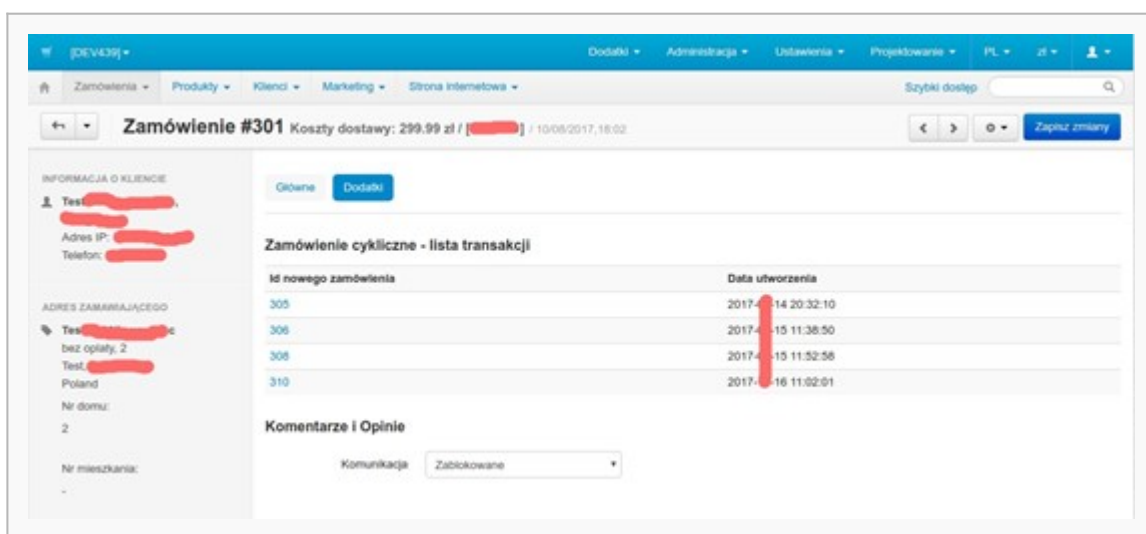 [DEV439]
Dodatki
Administracja
Ustawienia
Projektowanie
PL
zł
Zamówienia
Produkty
Klienci
Marketing
Strona internetowa
Szybki dostęp
Zamówienie #301 Koszty dostawy: 299.99 zł / [ ] / 10/08/2017, 18:02
Zapisz zmiany
INFORMACJA O KLIENCIE
Test
Adres IP:
Telefon:
ADRES ZAMAWIAJĄCEGO
bez opłaty, 2
Test,
Poland
Nr domu:
2
Nr mieszkania:
-
Główne
Dodatki
Zamówienie cykliczne - lista transakcji
Id nowego zamówienia Data utworzenia
305 2017- -14 20:32:10
306 2017- -15 11:38:50
308 2017- -15 11:52:58
310 2017- -16 11:02:01
Komentarze i Opinie
Komunikacja Zablokowane